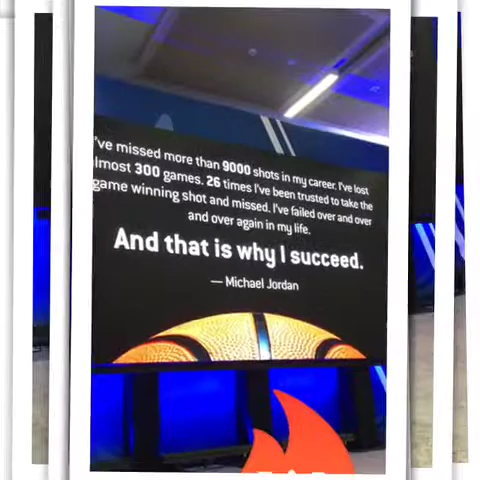 've missed more than 9000 shots in my career. I've lost
lmost 300 games. 26 times I've been trusted to take the
game winning shot and missed. I've failed over and over
and over again in my life.
And that is why I succeed.
— Michael Jordan